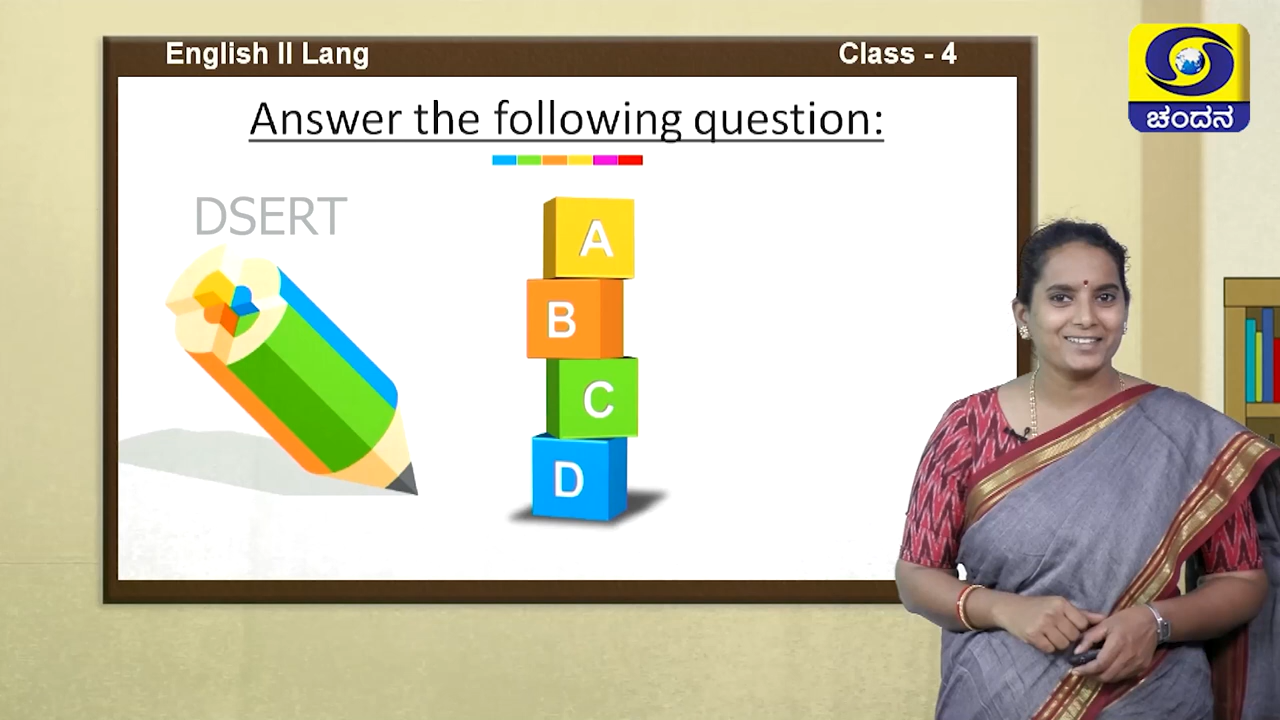 English II Lang
Class - 4
ಚಂದನ
Answer the following question:
DSERT
A
B
C
D